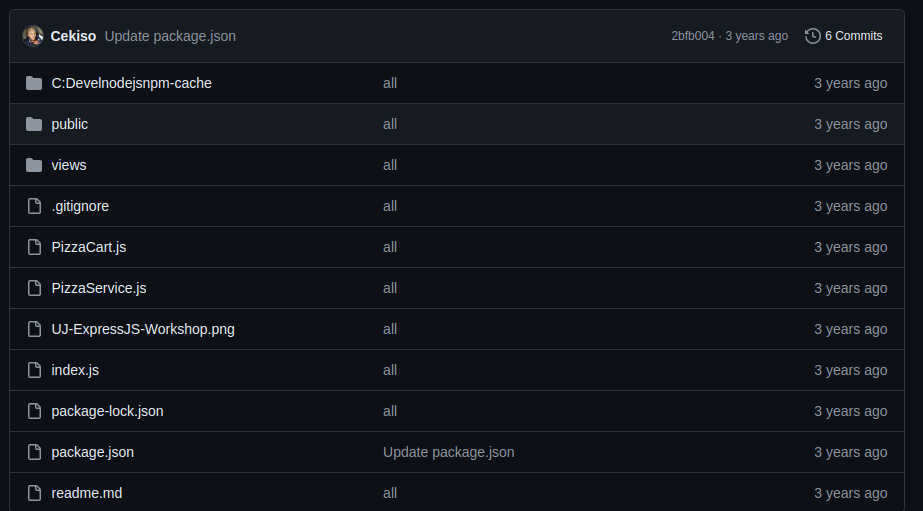 Cekiso Update package.json 2bfb004 · 3 years ago 6 Commits
C:Develnodejsnpm-cache all 3 years ago
public all 3 years ago
views all 3 years ago
.gitignore all 3 years ago
PizzaCart.js all 3 years ago
PizzaService.js all 3 years ago
UJ-ExpressJS-Workshop.png all 3 years ago
index.js all 3 years ago
package-lock.json all 3 years ago
package.json Update package.json 3 years ago
readme.md all 3 years ago